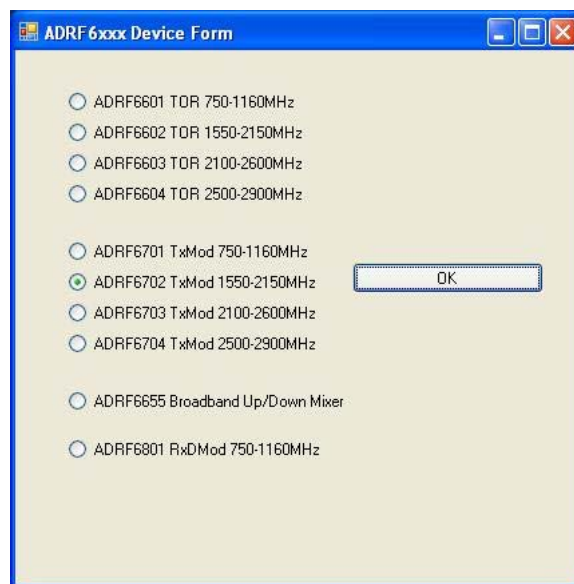 ADRF6xxx Device Form
ADRF6601 TOR 750-1160MHz
ADRF6602 TOR 1550-2150MHz
ADRF6603 TOR 2100-2600MHz
ADRF6604 TOR 2500-2900MHz
ADRF6701 TxMod 750-1160MHz
ADRF6702 TxMod 1550-2150MHz
OK
ADRF6703 TxMod 2100-2600MHz
ADRF6704 TxMod 2500-2900MHz
ADRF6655 Broadband Up/Down Mixer
ADRF6801 RxDMod 750-1160MHz